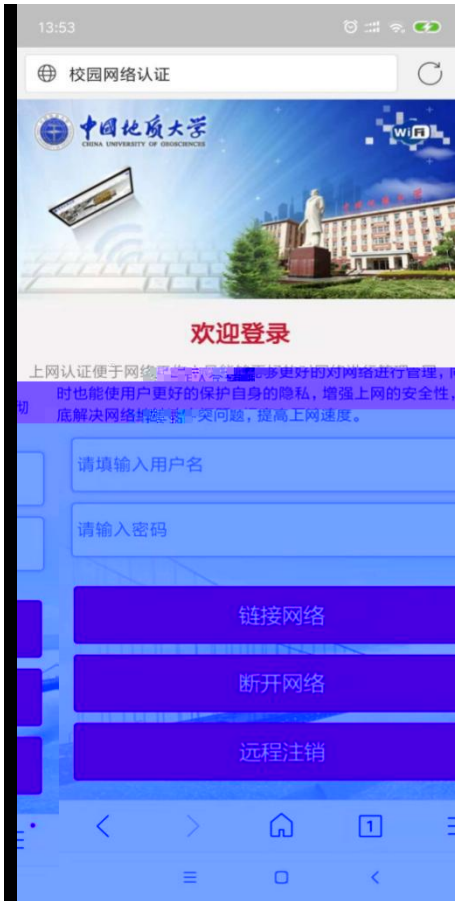 13:53
校园网络认证
中国地质大学
CHINA UNIVERSITY OF GEOSCIENCES
WiFi
欢迎登录
上网认证便于网络 更好的对网络进行管理，
时也能使用户更好的保护自身的隐私，增强上网的安全性，
底解决网络 突问题，提高上网速度。
请填输入用户名
请输入密码
链接网络
断开网络
远程注销
1